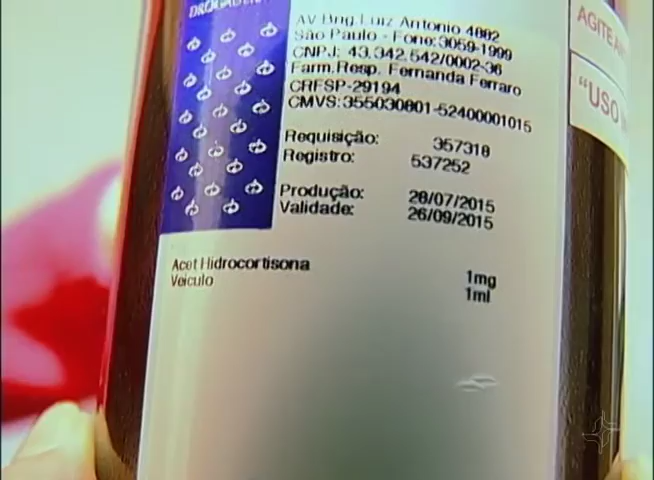 AV Brig Luiz Antonio 4882
São Paulo - Fone:3059-1999
CNPJ: 43.342.542/0002-36
Farm.Resp. Fernanda Ferraro
CRFSP-29194
CMVS:355030801-52400001015
Requisição: 357318
Registro: 537252
Produção: 28/07/2015
Validade: 26/09/2015
Acet Hidrocortisona 1mg
Veiculo 1ml
AGITE
"USO